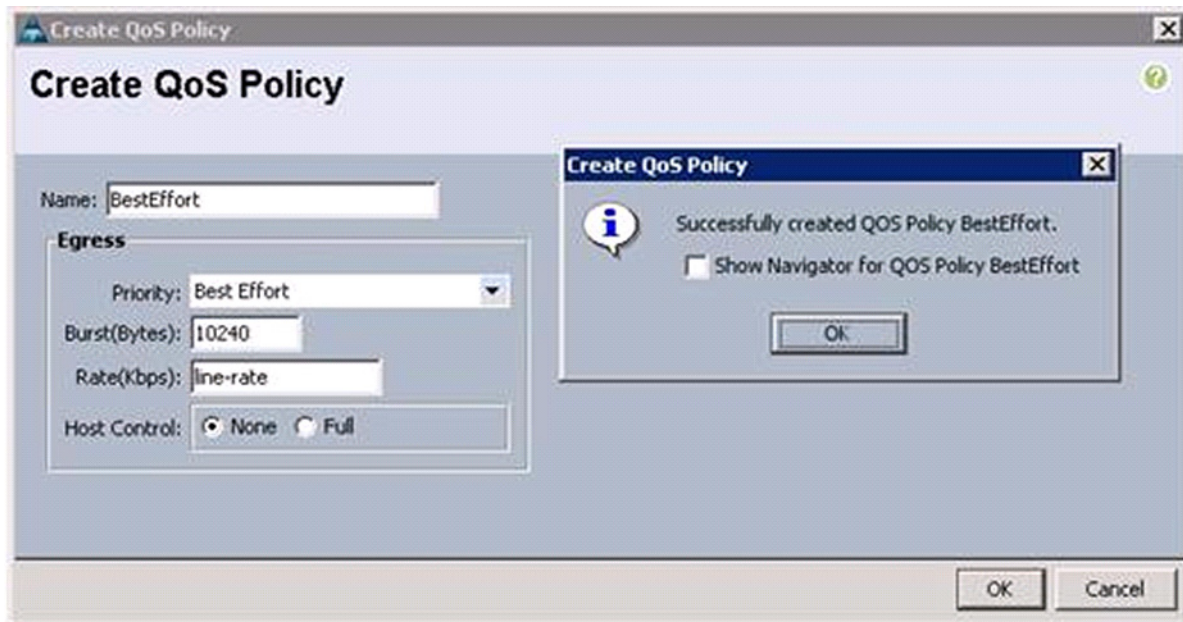 Create QoS Policy
Create QoS Policy
Name: BestEffort
Egress
Priority: Best Effort
Burst(Bytes): 10240
Rate(Kbps): line-rate
Host Control: None Full
Create QoS Policy
Successfully created QOS Policy BestEffort.
Show Navigator for QOS Policy BestEffort
OK
OK Cancel